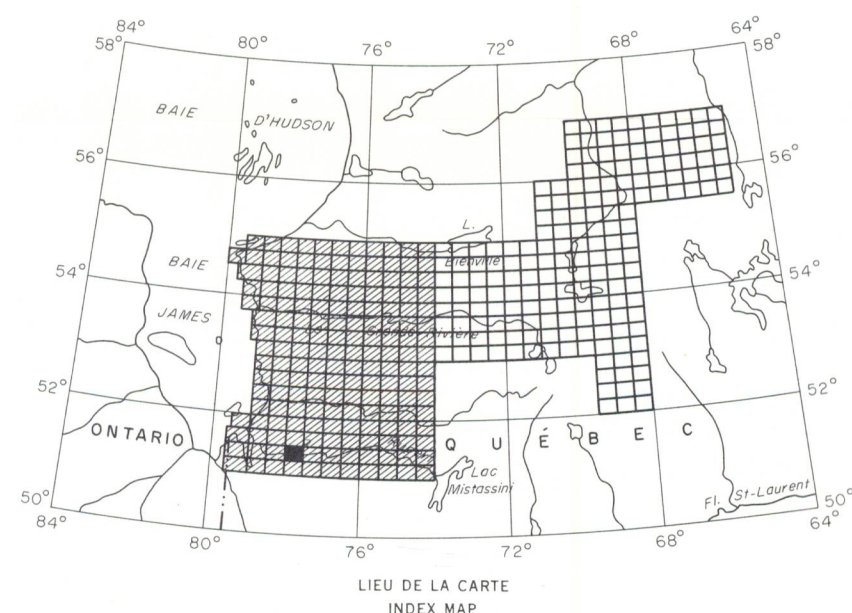 84°
58°
80°
76°
72°
68°
64°
58°
BAIE
D'HUDSON
56°
56°
L.
Bienville
BAIE
54°
54°
JAMES
La Grande Rivière
52°
52°
ONTARIO
QUÉBEC
Lac
Mistassini
Fl. St-Laurent
50°
84°
50°
64°
80°
76°
72°
68°
LIEU DE LA CARTE
INDEX MAP